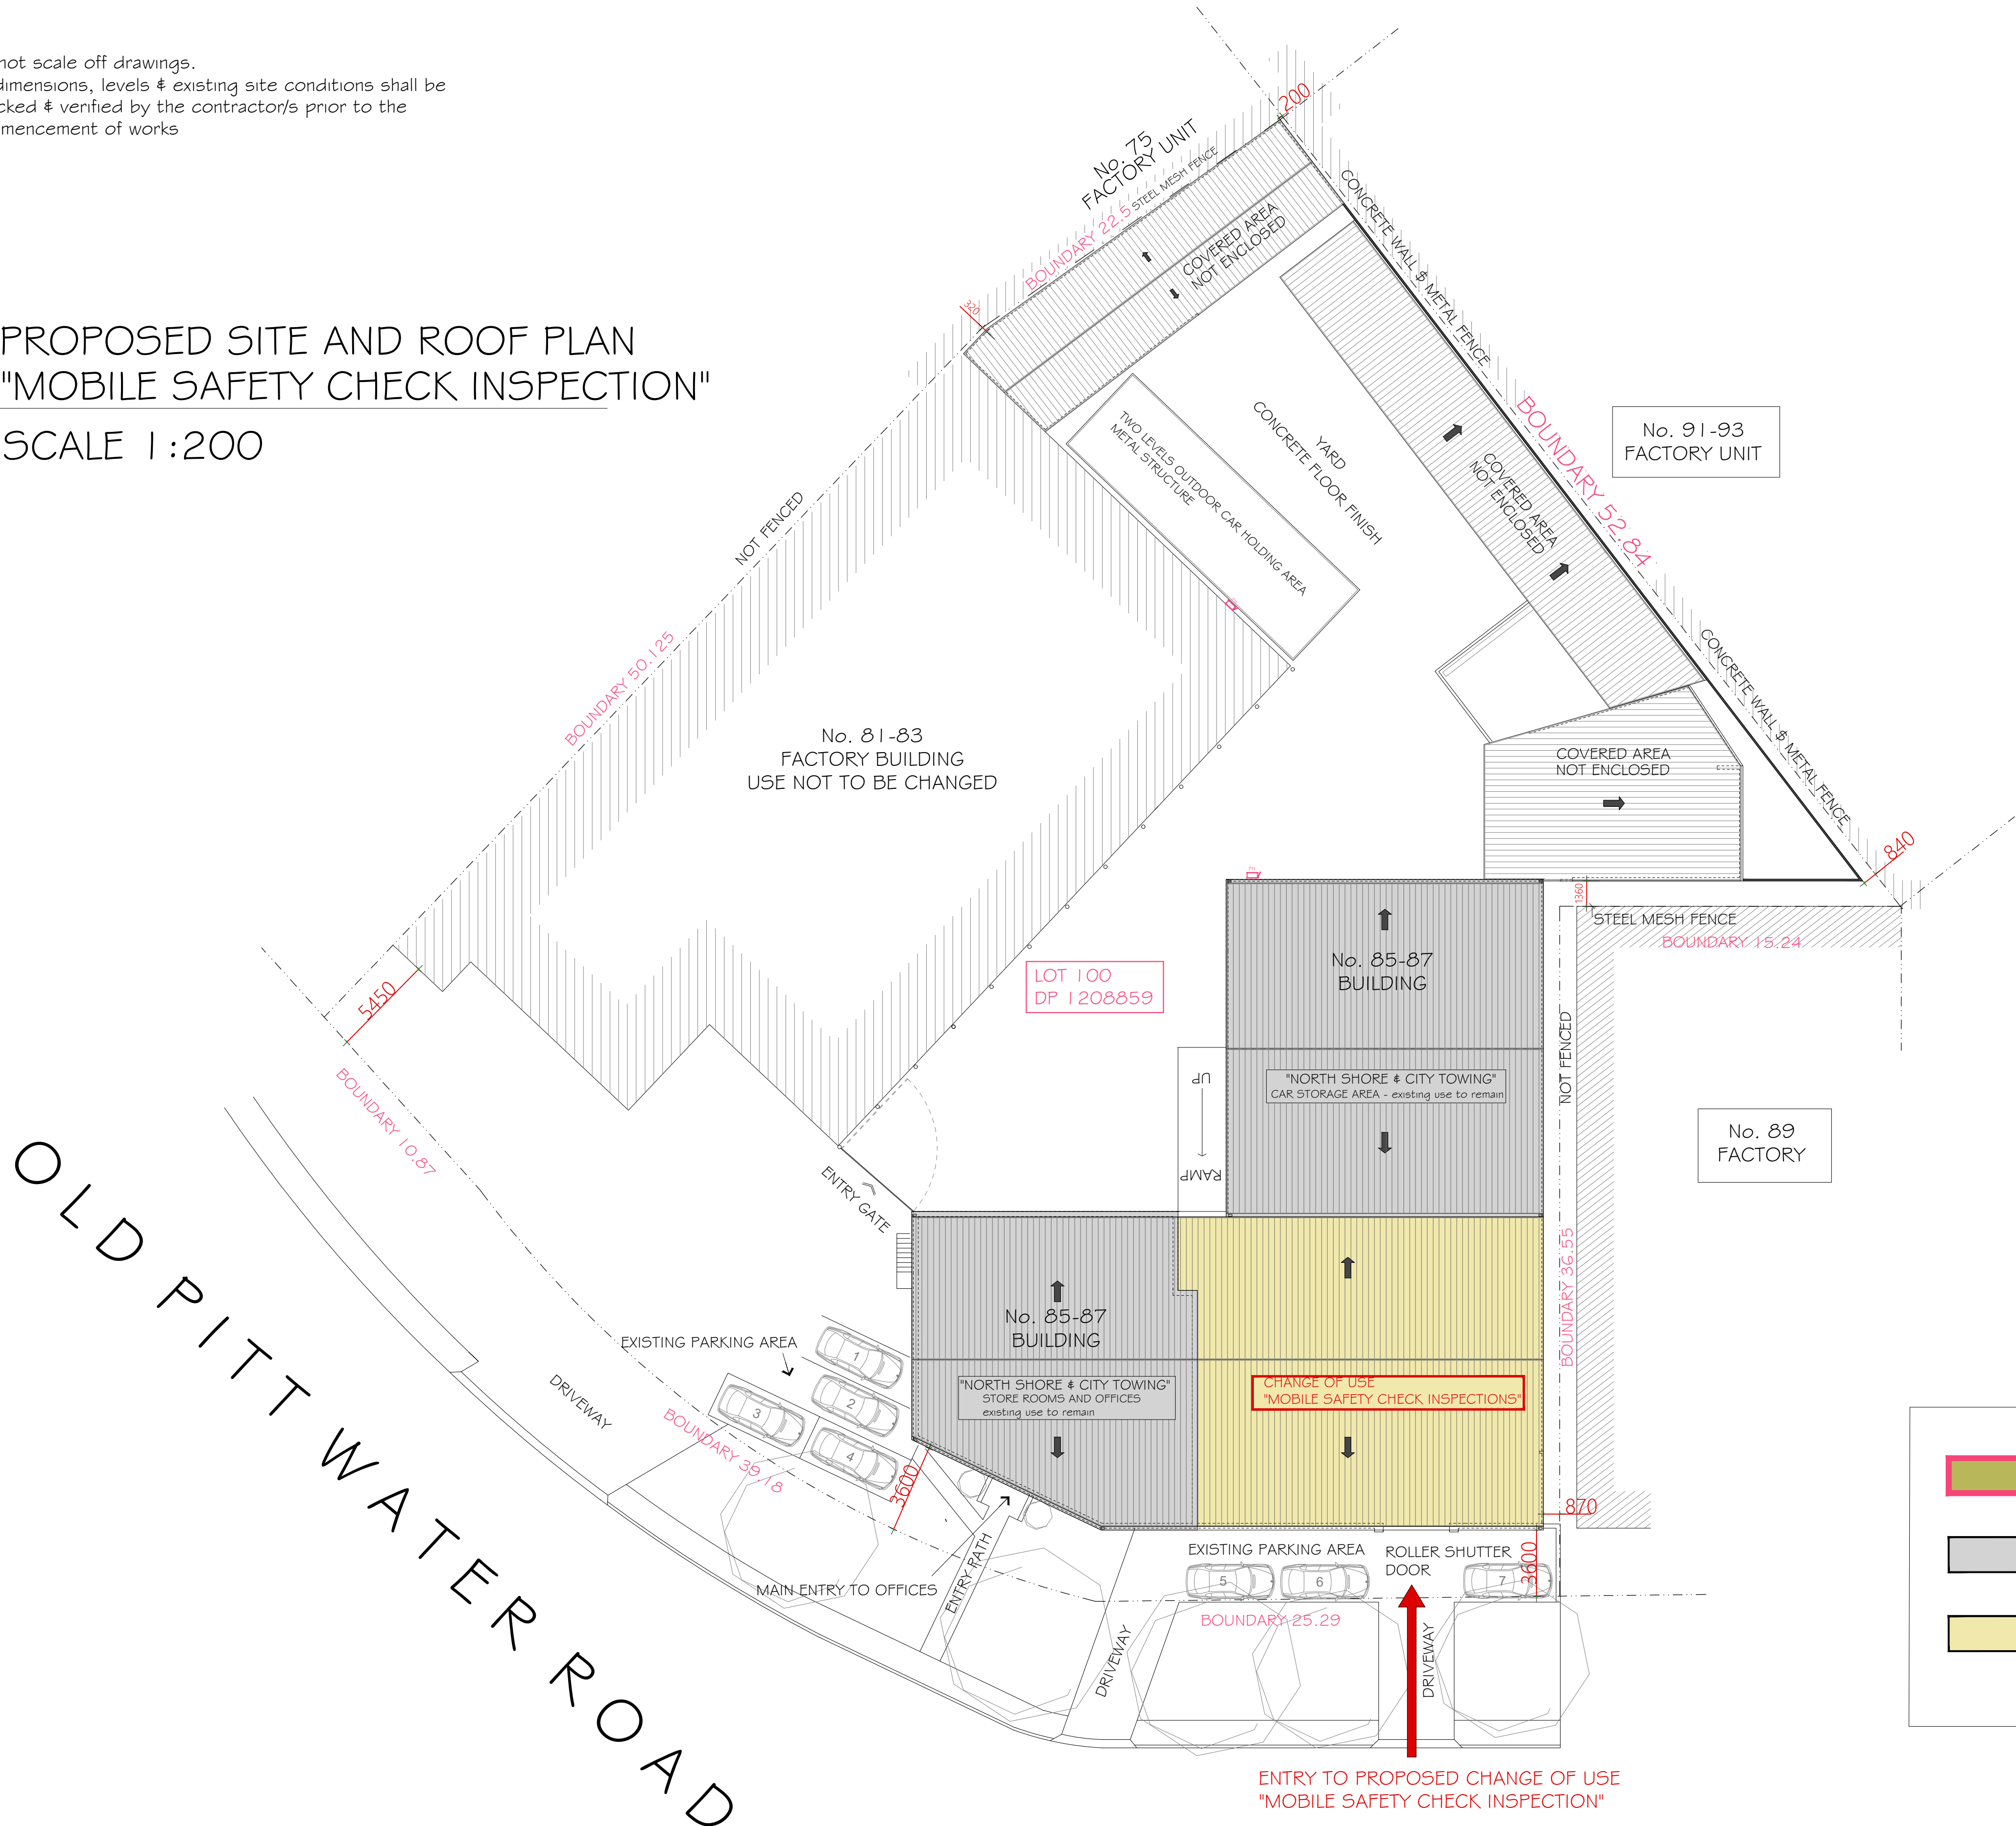 not scale off drawings.
dimensions, levels & existing site conditions shall be
cked & verified by the contractor/s prior to the
mmencement of works
PROPOSED SITE AND ROOF PLAN
"MOBILE SAFETY CHECK INSPECTION"
SCALE 1:200
200
No. 75
FACTORY UNIT
STEEL MESH FENCE
BOUNDARY 22.5
320
COVERED AREA
NOT ENCLOSED
CONCRETE WALL $ METAL FENCE
BOUNDARY 52.84
No. 91-93
FACTORY UNIT
TWO LEVELS OUTDOOR CAR HOLDING AREA
METAL STRUCTURE
YARD
CONCRETE FLOOR FINISH
COVERED AREA
NOT ENCLOSED
NOT FENCED
BOUNDARY 50.125
No. 81-83
FACTORY BUILDING
USE NOT TO BE CHANGED
CONCRETE WALL $ METAL FENCE
COVERED AREA
NOT ENCLOSED
840
1360
STEEL MESH FENCE
BOUNDARY 15.24
5450
LOT 100
DP 1208859
No. 85-87
BUILDING
NOT FENCED
"NORTH SHORE & CITY TOWING"
CAR STORAGE AREA - existing use to remain
UP
RAMP
BOUNDARY 10.87
No. 89
FACTORY
ENTRY GATE
BOUNDARY 36.55
OLD PITT WATER ROAD
EXISTING PARKING AREA
1
2
3
4
No. 85-87
BUILDING
"NORTH SHORE & CITY TOWING"
STORE ROOMS AND OFFICES
existing use to remain
CHANGE OF USE
"MOBILE SAFETY CHECK INSPECTIONS"
DRIVEWAY
BOUNDARY 39.18
3600
870
MAIN ENTRY TO OFFICES
ENTRY PATH
EXISTING PARKING AREA
ROLLER SHUTTER
DOOR
3600
5
6
7
BOUNDARY 25.29
DRIVEWAY
DRIVEWAY
ENTRY TO PROPOSED CHANGE OF USE
"MOBILE SAFETY CHECK INSPECTION"